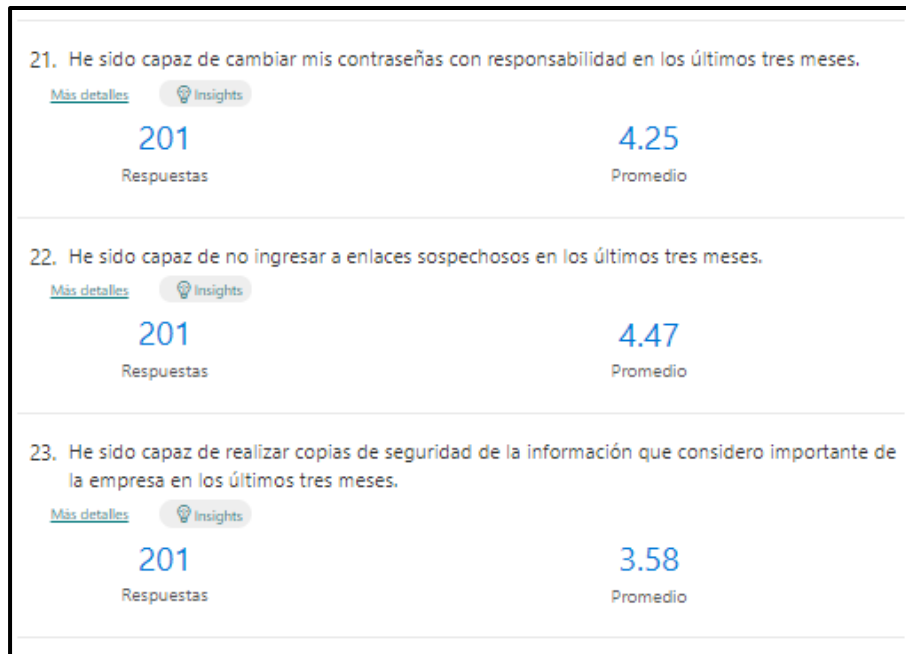 21. He sido capaz de cambiar mis contraseñas con responsabilidad en los últimos tres meses.
Más detalles Insights
201 4.25
Respuestas Promedio
22. He sido capaz de no ingresar a enlaces sospechosos en los últimos tres meses.
Más detalles Insights
201 4.47
Respuestas Promedio
23. He sido capaz de realizar copias de seguridad de la información que considero importante de
la empresa en los últimos tres meses.
Más detalles Insights
201 3.58
Respuestas Promedio